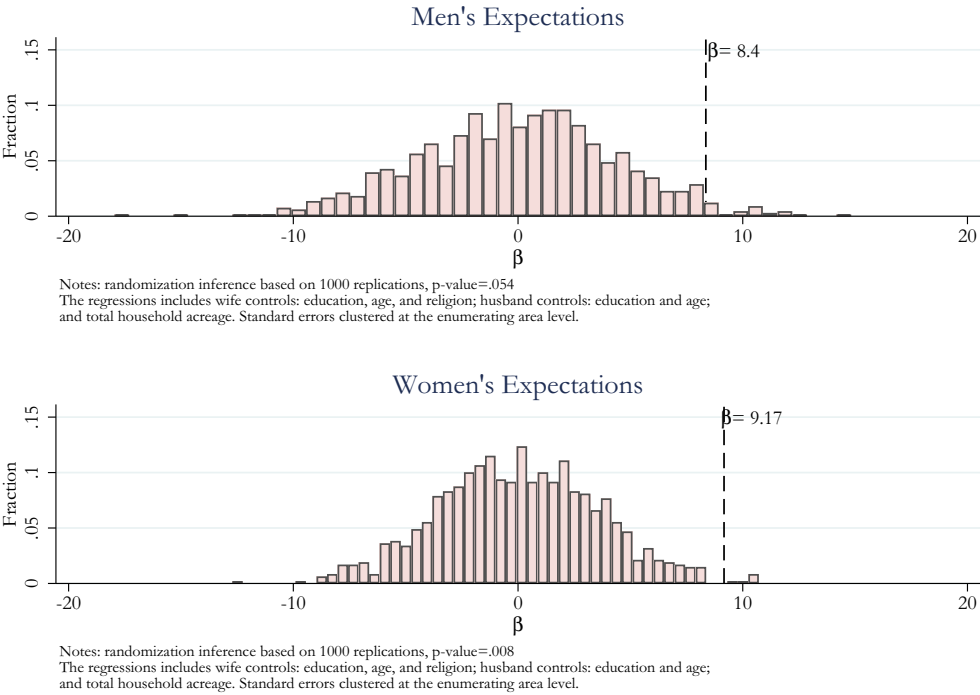 Men's Expectations
Fraction
.15
.1
.05
0
β= 8.4
-20
-10
0
10
20
β
Notes: randomization inference based on 1000 replications, p-value=.054
The regressions includes wife controls: education, age, and religion; husband controls: education and age;
and total household acreage. Standard errors clustered at the enumerating area level.
Women's Expectations
Fraction
.15
.1
.05
0
β= 9.17
-20
-10
0
10
20
β
Notes: randomization inference based on 1000 replications, p-value=.008
The regressions includes wife controls: education, age, and religion; husband controls: education and age;
and total household acreage. Standard errors clustered at the enumerating area level.